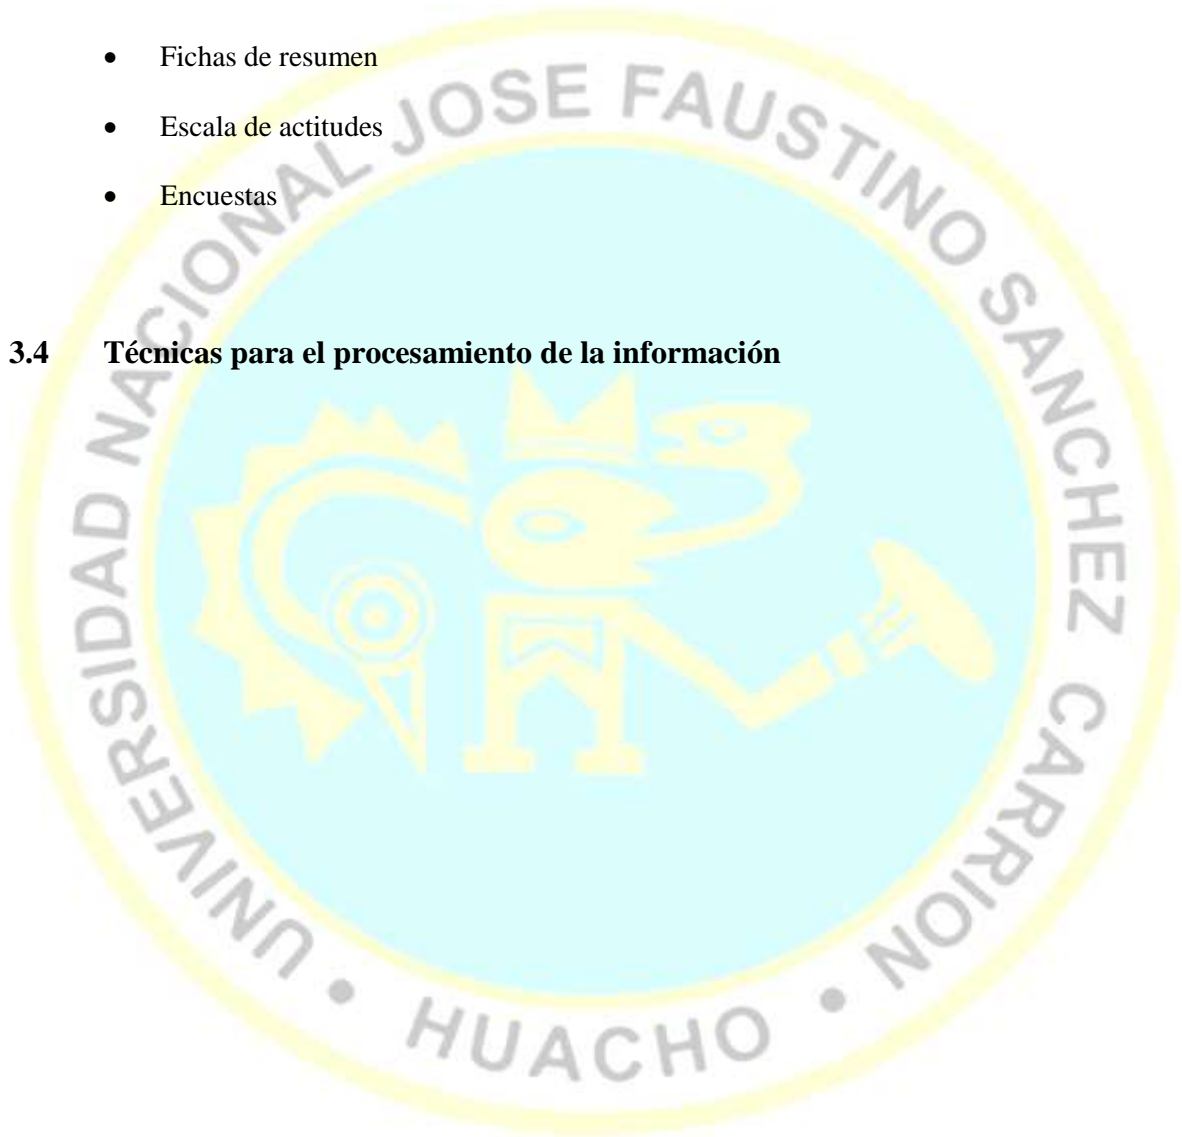 • Fichas de resumen
• Escala de actitudes
• Encuestas
3.4 Técnicas para el procesamiento de la información
UNIVERSIDAD NACIONAL JOSE FAUSTINO SANCHEZ CARRION
• HUACHO •